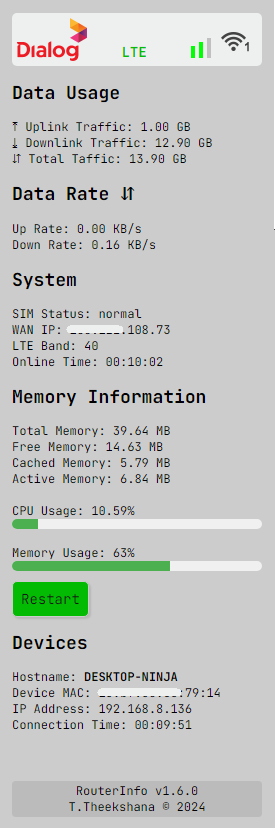 Dialog
LTE
1
Data Usage
⤒ Uplink Traffic: 1.00 GB
⤓ Downlink Traffic: 12.90 GB
⇵ Total Taffic: 13.90 GB
Data Rate ⇵
Up Rate: 0.00 KB/s
Down Rate: 0.16 KB/s
System
SIM Status: normal
WAN IP: .108.73
LTE Band: 40
Online Time: 00:10:02
Memory Information
Total Memory: 39.64 MB
Free Memory: 14.63 MB
Cached Memory: 5.79 MB
Active Memory: 6.84 MB
CPU Usage: 10.59%
Memory Usage: 63%
Restart
Devices
Hostname: DESKTOP-NINJA
Device MAC: :79:14
IP Address: 192.168.8.136
Connection Time: 00:09:51
RouterInfo v1.6.0
T.Theekshana © 2024